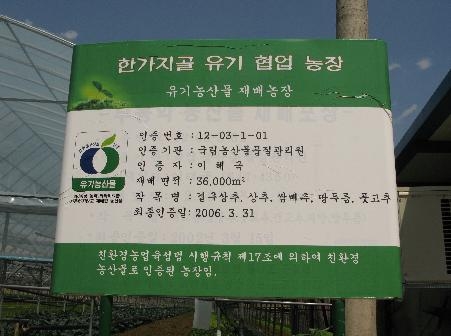 한가지골 유기 협업 농장
유기농산물 재배농장
인증 번호 : 12-03-1-01
인증 기관 : 국립농산물품질관리원
인 증 자 : 이 해 극
재배 면적 : 36,000m²
작 목 명 : 결구상추, 상추, 쌈배추, 땅두릅, 풋고추
최종인증일: 2006. 3. 31
유기농산물
친환경농업육성법 시행규칙 제17조에 의하여 친환경
농산물로 인증된 농장임.